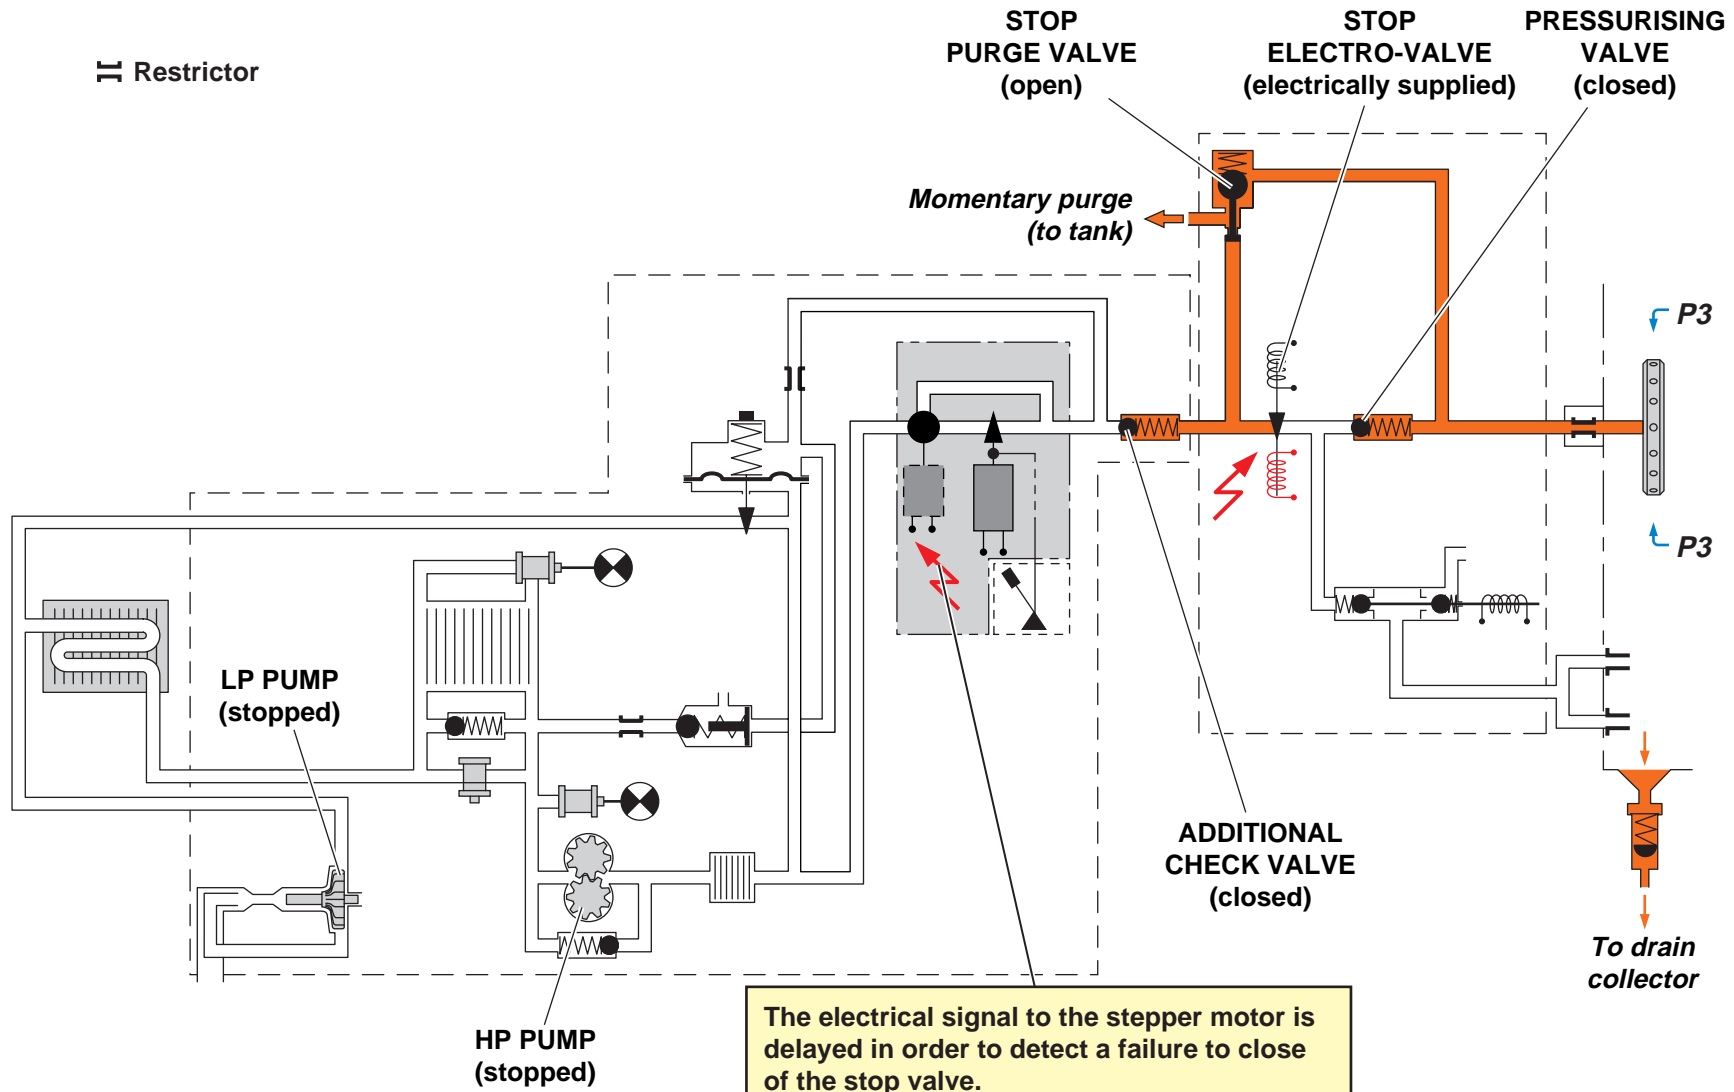 STOP
PURGE VALVE
(open)
STOP
ELECTRO-VALVE
(electrically supplied)
PRESSURISING
VALVE
(closed)
Restrictor
Momentary purge
(to tank)
P3
P3
LP PUMP
(stopped)
ADDITIONAL
CHECK VALVE
(closed)
To drain
collector
HP PUMP
(stopped)
The electrical signal to the stepper motor is
delayed in order to detect a failure to close
of the stop valve.